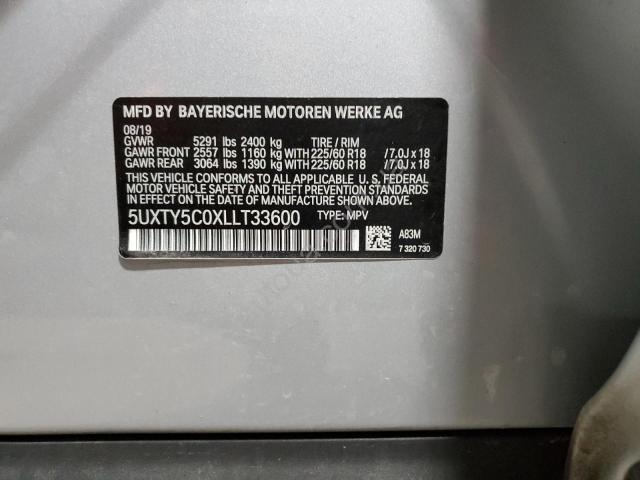 MFD BY BAYERISCHE MOTOREN WERKE AG
08/19
GVWR 5291 lbs 2400 kg TIRE / RIM
GAWR FRONT 2557 lbs 1160 kg WITH 225/60 R18 / 7.0J x 18
GAWR REAR 3064 lbs 1390 kg WITH 225/60 R18 / 7.0J x 18
THIS VEHICLE CONFORMS TO ALL APPLICABLE U.S. FEDERAL
MOTOR VEHICLE SAFETY, BUMPER, AND THEFT PREVENTION
STANDARDS IN EFFECT ON THE DATE OF MANUFACTURE
SHOWN ABOVE.
5UXTY5C0XLLT33600 TYPE: MPV
A83M
7 320 730